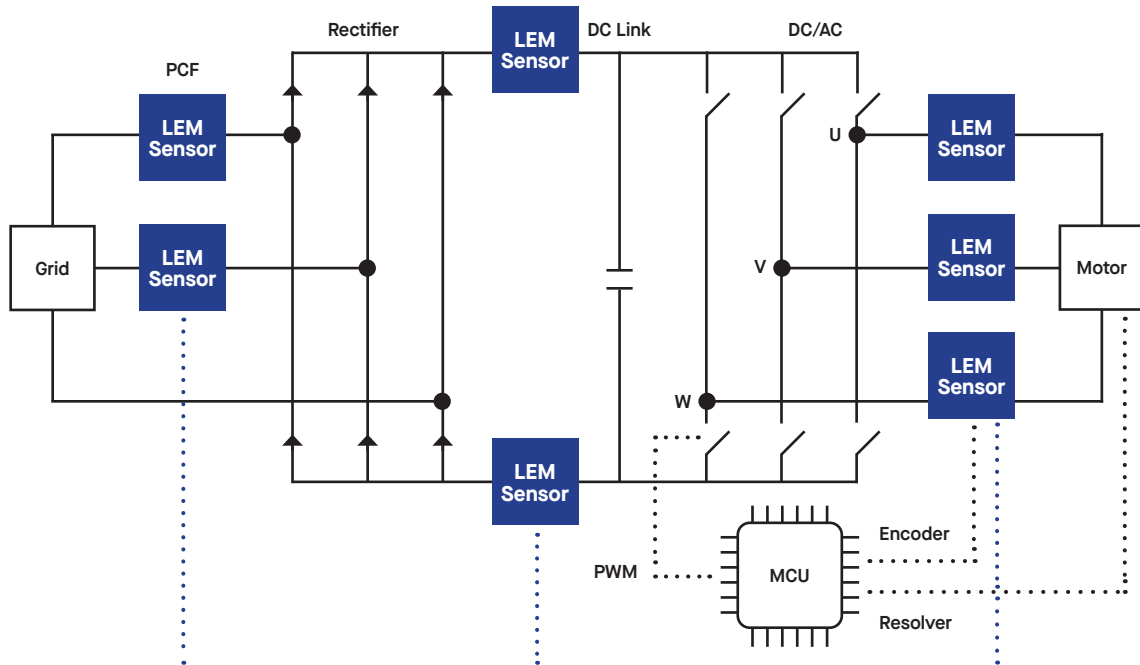 Rectifier
LEM
Sensor
DC Link
DC/AC
PCF
LEM
Sensor
LEM
Sensor
U
Grid
LEM
Sensor
V
LEM
Sensor
Motor
W
LEM
Sensor
LEM
Sensor
Encoder
PWM
MCU
Resolver